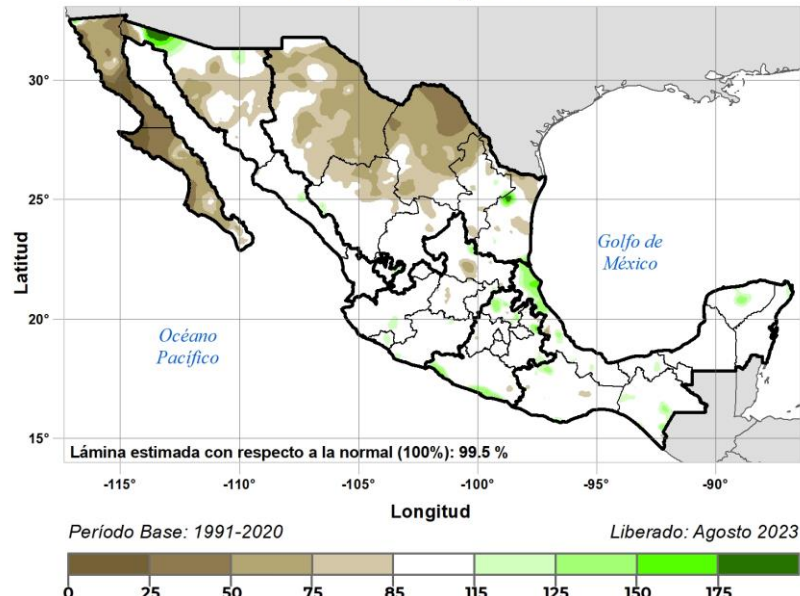 30°
25°
20°
15°
Latitud
Golfo de
México
Océano
Pacífico
Lámina estimada con respecto a la normal (100%): 99.5 %
-115° -110° -105° -100° -95° -90°
Longitud
Período Base: 1991-2020 Liberado: Agosto 2023
0 25 50 75 85 115 125 150 175